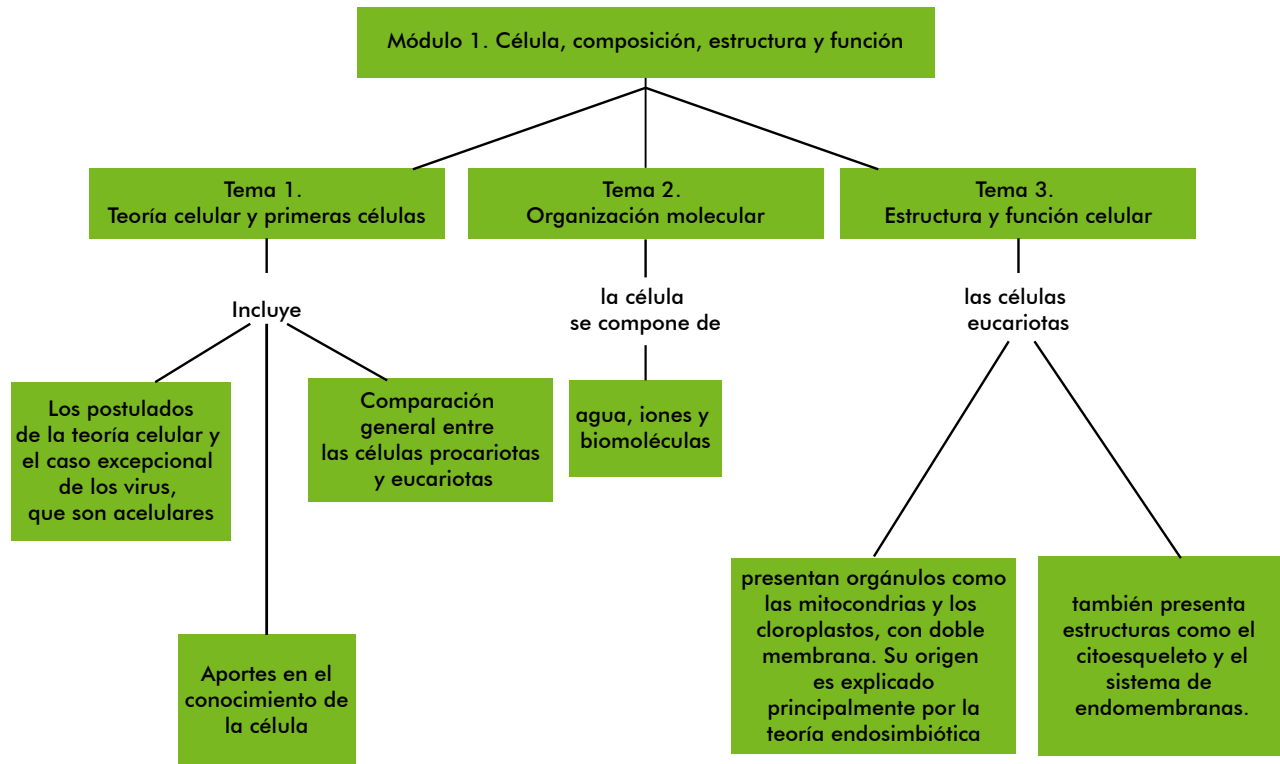 Módulo 1. Célula, composición, estructura y función
Tema 1.
Teoría celular y primeras células
Tema 2.
Organización molecular
Tema 3.
Estructura y función celular
Incluye
la célula
se compone de
las células
eucariotas
Los postulados
de la teoría celular y
el caso excepcional
de los virus,
que son acelulares
Comparación
general entre
las células procariotas
y eucariotas
agua, iones y
biomoléculas
Aportes en el
conocimiento de
la célula
presentan orgánulos como
las mitocondrias y los
cloroplastos, con doble
membrana. Su origen
es explicado
principalmente por la
teoría endosimbiótica
también presenta
estructuras como el
citoesqueleto y el
sistema de
endomembranas.